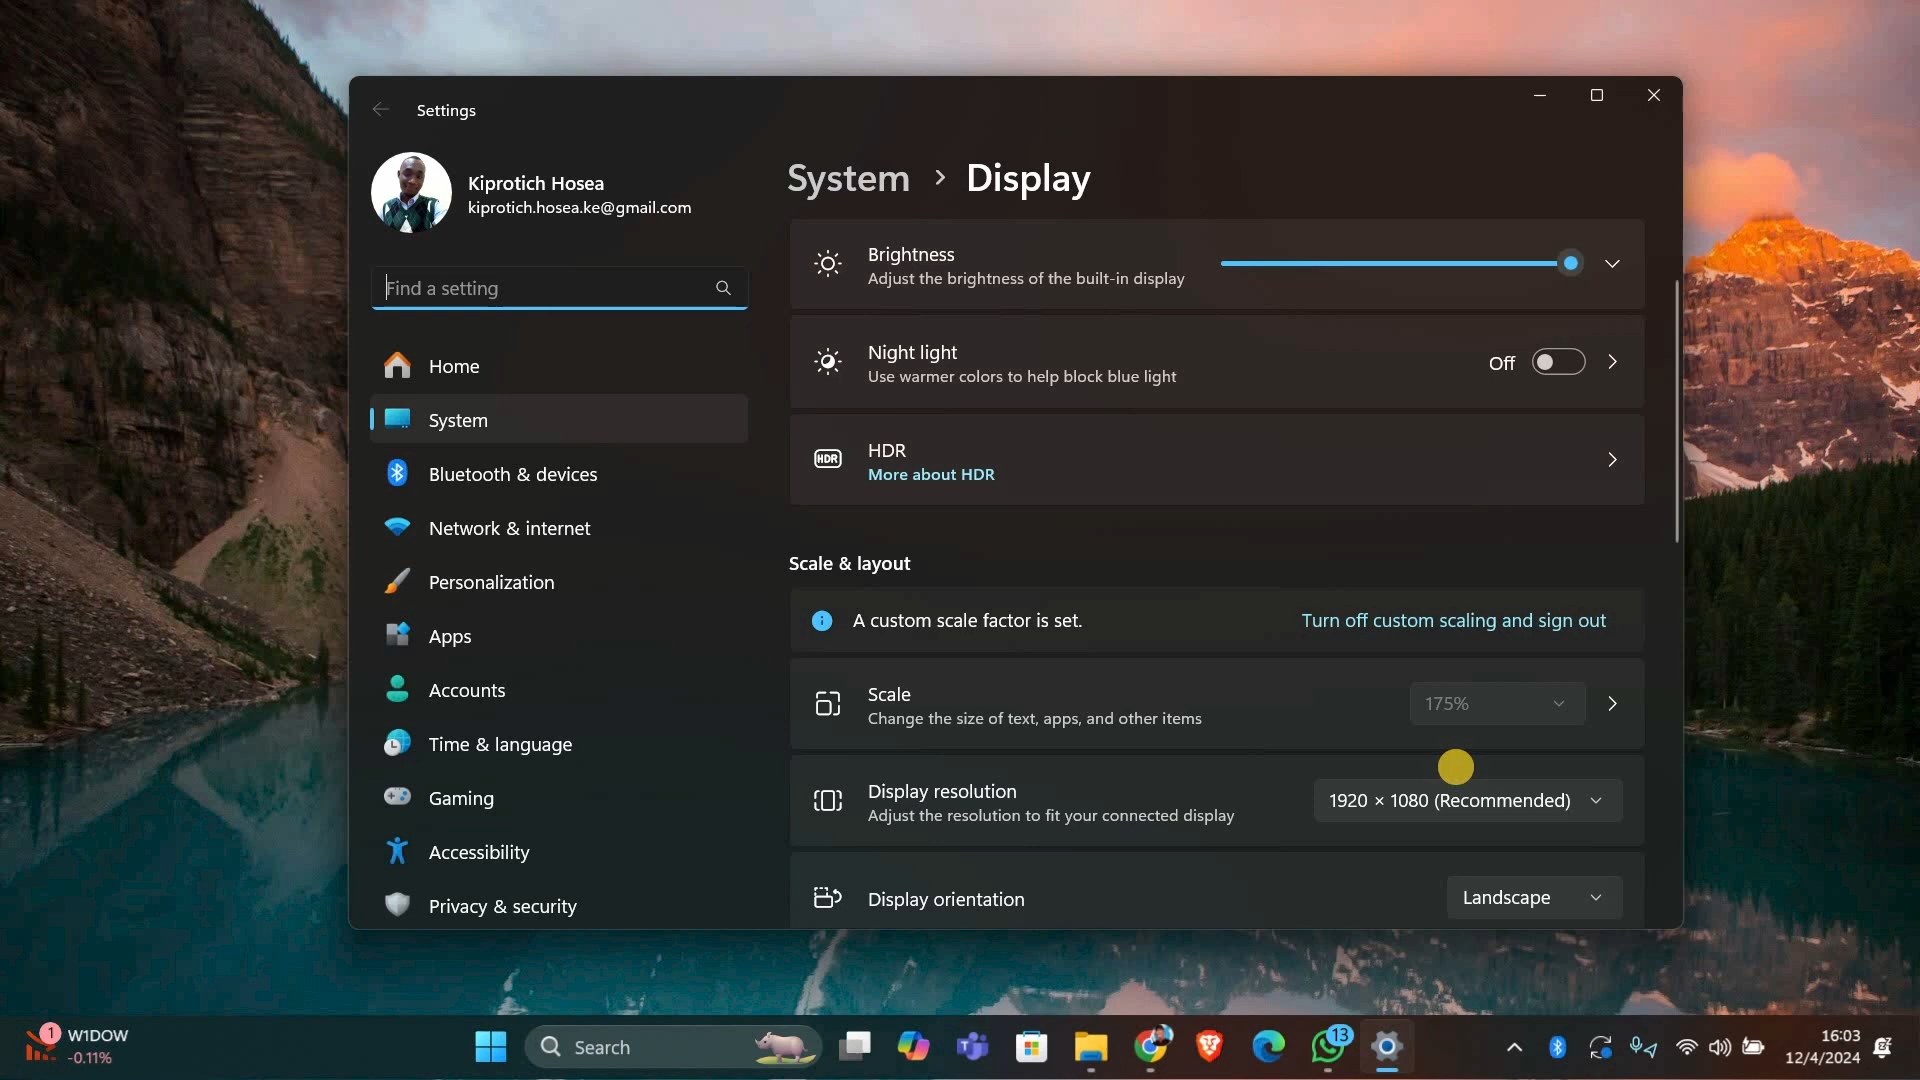 Settings
Kiprotich Hosea
kiprotich.hosea.ke@gmail.com
Find a setting
Home
System
Bluetooth & devices
Network & internet
Personalization
Apps
Accounts
Time & language
Gaming
Accessibility
Privacy & security
System > Display
Brightness
Adjust the brightness of the built-in display
Night light
Use warmer colors to help block blue light
Off
HDR
HDR
More about HDR
Scale & layout
A custom scale factor is set.
Turn off custom scaling and sign out
Scale
Change the size of text, apps, and other items
175%
Display resolution
Adjust the resolution to fit your connected display
1920 × 1080 (Recommended)
Display orientation
Landscape
1
W1DOW
-0.11%
Search
13
16:03
12/4/2024